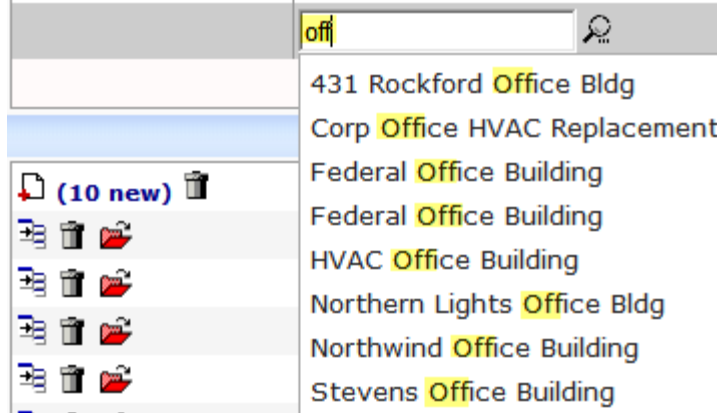 off
431 Rockford Office Bldg
Corp Office HVAC Replacement
Federal Office Building
(10 new)
Federal Office Building
HVAC Office Building
Northern Lights Office Bldg
Northwind Office Building
Stevens Office Building